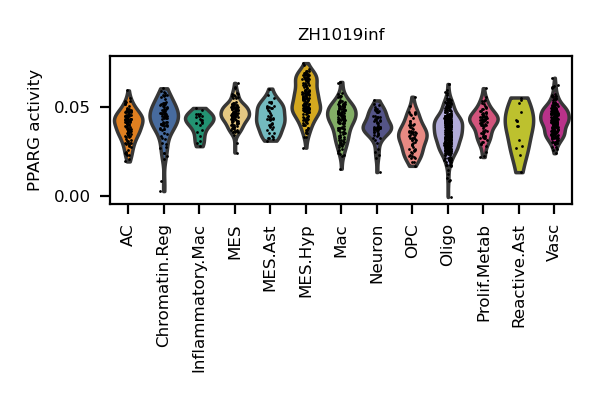 ZH1019inf
PPARG activity
0.05
0.00
AC
Chromatin.Reg
Inflammatory.Mac
MES
MES.Ast
MES.Hyp
Mac
Neuron
OPC
Oligo
Prolif.Metab
Reactive.Ast
Vasc